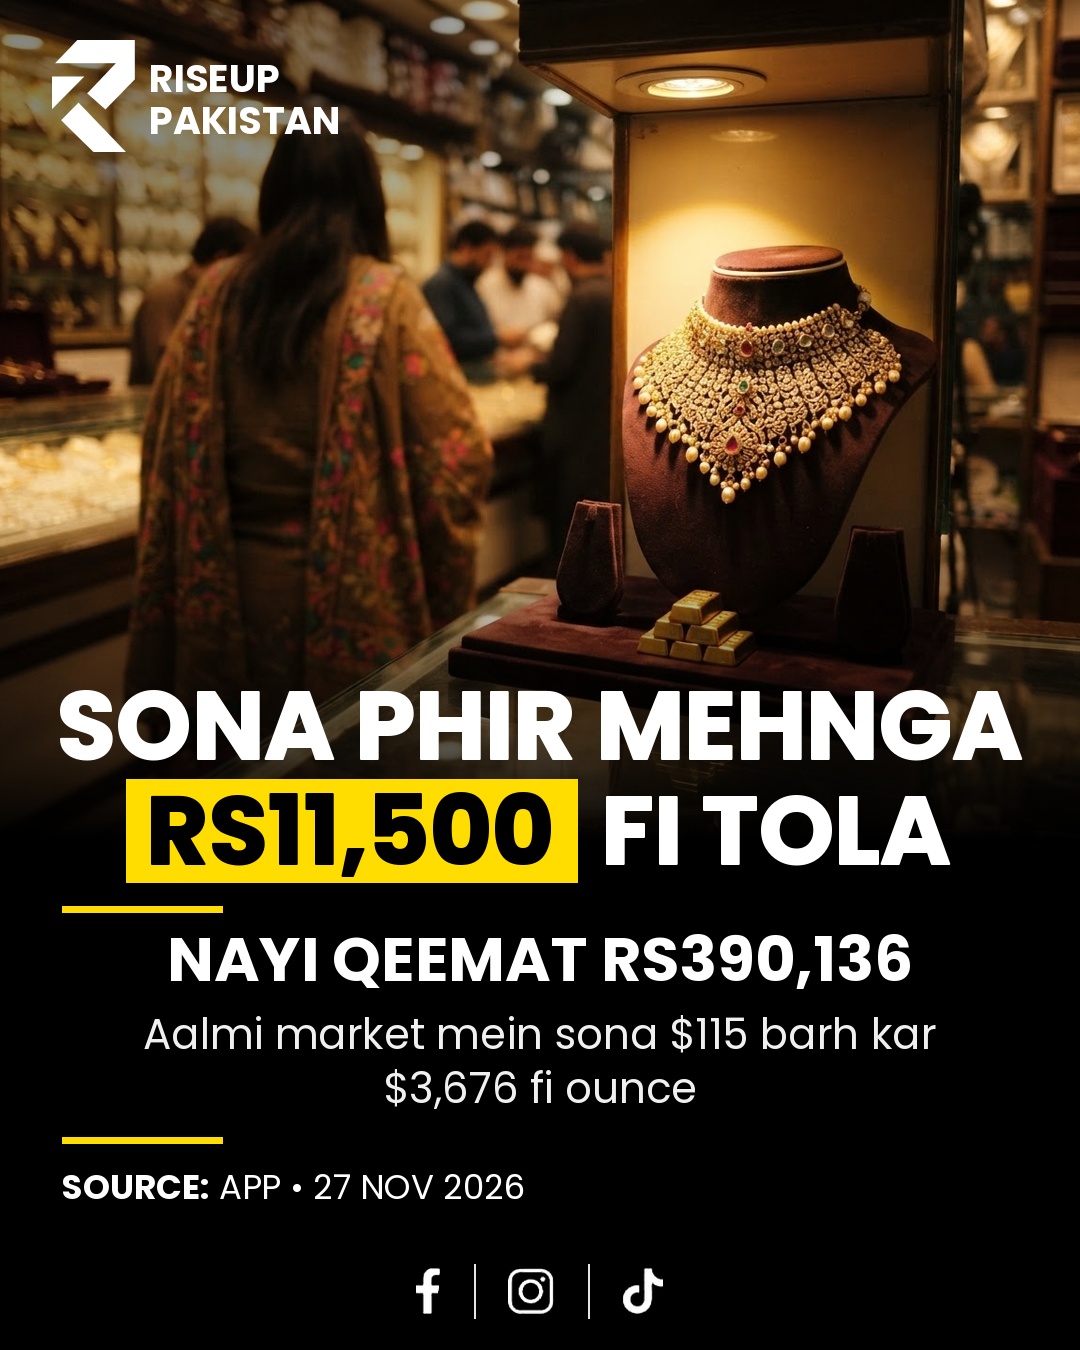 RISEUP
PAKISTAN
SONA PHIR MEHNGA
RS11,500 FI TOLA
NAYI QEEMAT RS390,136
Aalmi market mein sona $115 barh kar
$3,676 fi ounce
SOURCE: APP • 27 NOV 2026